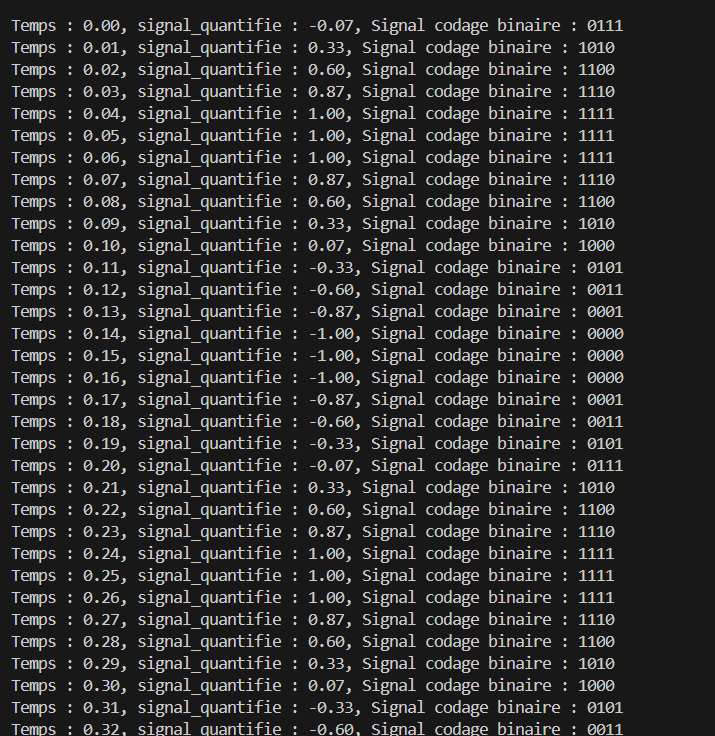 Temps : 0.00, signal_quantifie : -0.07, Signal codage binaire : 0111
Temps : 0.01, signal_quantifie : 0.33, Signal codage binaire : 1010
Temps : 0.02, signal_quantifie : 0.60, Signal codage binaire : 1100
Temps : 0.03, signal_quantifie : 0.87, Signal codage binaire : 1110
Temps : 0.04, signal_quantifie : 1.00, Signal codage binaire : 1111
Temps : 0.05, signal_quantifie : 1.00, Signal codage binaire : 1111
Temps : 0.06, signal_quantifie : 1.00, Signal codage binaire : 1111
Temps : 0.07, signal_quantifie : 0.87, Signal codage binaire : 1110
Temps : 0.08, signal_quantifie : 0.60, Signal codage binaire : 1100
Temps : 0.09, signal_quantifie : 0.33, Signal codage binaire : 1010
Temps : 0.10, signal_quantifie : 0.07, Signal codage binaire : 1000
Temps : 0.11, signal_quantifie : -0.33, Signal codage binaire : 0101
Temps : 0.12, signal_quantifie : -0.60, Signal codage binaire : 0011
Temps : 0.13, signal_quantifie : -0.87, Signal codage binaire : 0001
Temps : 0.14, signal_quantifie : -1.00, Signal codage binaire : 0000
Temps : 0.15, signal_quantifie : -1.00, Signal codage binaire : 0000
Temps : 0.16, signal_quantifie : -1.00, Signal codage binaire : 0000
Temps : 0.17, signal_quantifie : -0.87, Signal codage binaire : 0001
Temps : 0.18, signal_quantifie : -0.60, Signal codage binaire : 0011
Temps : 0.19, signal_quantifie : -0.33, Signal codage binaire : 0101
Temps : 0.20, signal_quantifie : -0.07, Signal codage binaire : 0111
Temps : 0.21, signal_quantifie : 0.33, Signal codage binaire : 1010
Temps : 0.22, signal_quantifie : 0.60, Signal codage binaire : 1100
Temps : 0.23, signal_quantifie : 0.87, Signal codage binaire : 1110
Temps : 0.24, signal_quantifie : 1.00, Signal codage binaire : 1111
Temps : 0.25, signal_quantifie : 1.00, Signal codage binaire : 1111
Temps : 0.26, signal_quantifie : 1.00, Signal codage binaire : 1111
Temps : 0.27, signal_quantifie : 0.87, Signal codage binaire : 1110
Temps : 0.28, signal_quantifie : 0.60, Signal codage binaire : 1100
Temps : 0.29, signal_quantifie : 0.33, Signal codage binaire : 1010
Temps : 0.30, signal_quantifie : 0.07, Signal codage binaire : 1000
Temps : 0.31, signal_quantifie : -0.33, Signal codage binaire : 0101
Temps : 0.32, signal_quantifie : -0.60, Signal codage binaire : 0011